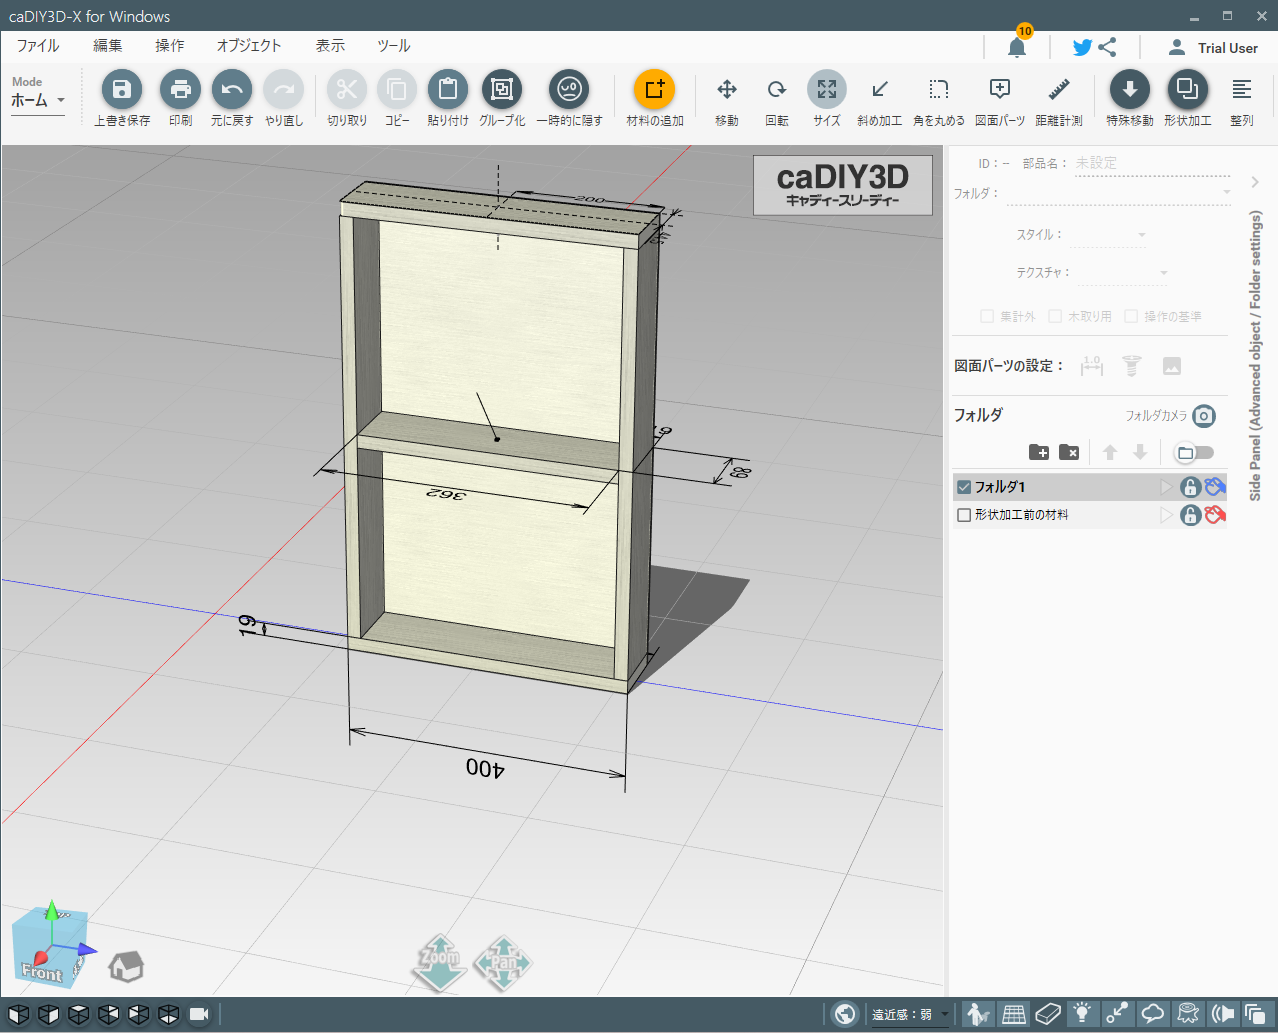 caDIY3D-X for Windows
ファイル 編集 操作 オブジェクト 表示 ツール
10
Trial User
Mode
ホーム
上書き保存 印刷 元に戻す やり直し 切り取り コピー 貼り付け グループ化 一時的に隠す 材料の追加 移動 回転 サイズ 斜め加工 角を丸める 図面パーツ 距離計測 特殊移動 形状加工 整列
caDIY3D
キャディースリーディー
200
362
89
19
400
Front
Zoom
Pan
ID：-- 部品名： 未設定
フォルダ：
スタイル：
テクスチャ：
集計外 木取り用 操作の基準
図面パーツの設定： 1.0
フォルダ フォルダカメラ
フォルダ1
形状加工前の材料
Side Panel (Advanced object / Folder settings)
遠近感：弱